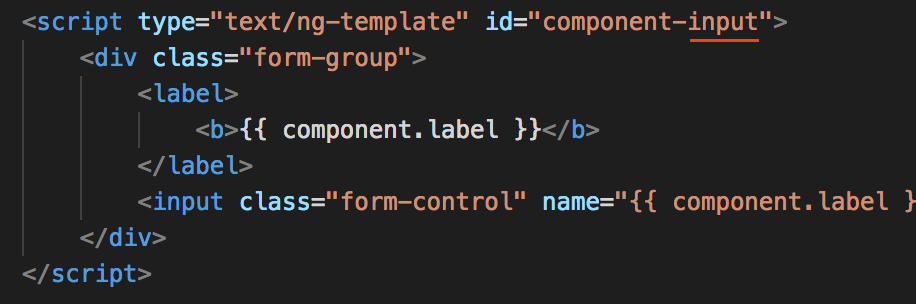 <script type="text/ng-template" id="component-input">
<div class="form-group">
<label>
<b>{{ component.label }}</b>
</label>
<input class="form-control" name="{{ component.label }
</div>
</script>